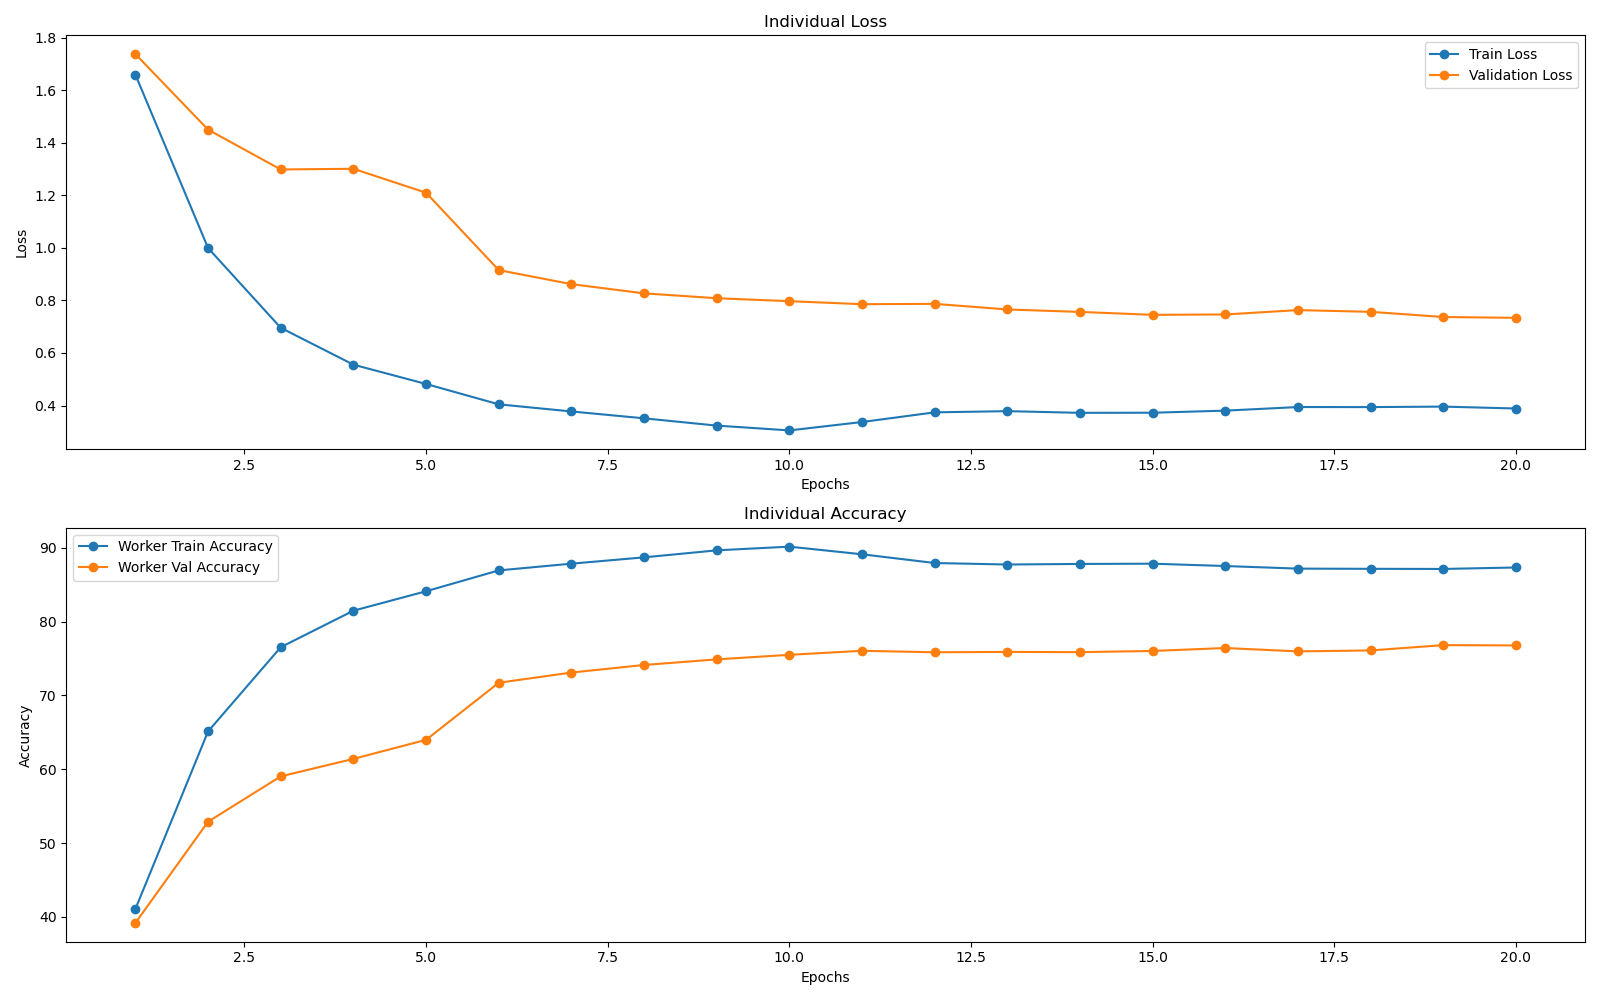 Individual Loss
1.8
1.6
1.4
1.2
1.0
0.8
0.6
0.4
Loss
Train Loss
Validation Loss
2.5 5.0 7.5 10.0 12.5 15.0 17.5 20.0
Epochs
Individual Accuracy
90
80
70
60
50
40
Accuracy
Worker Train Accuracy
Worker Val Accuracy
2.5 5.0 7.5 10.0 12.5 15.0 17.5 20.0
Epochs